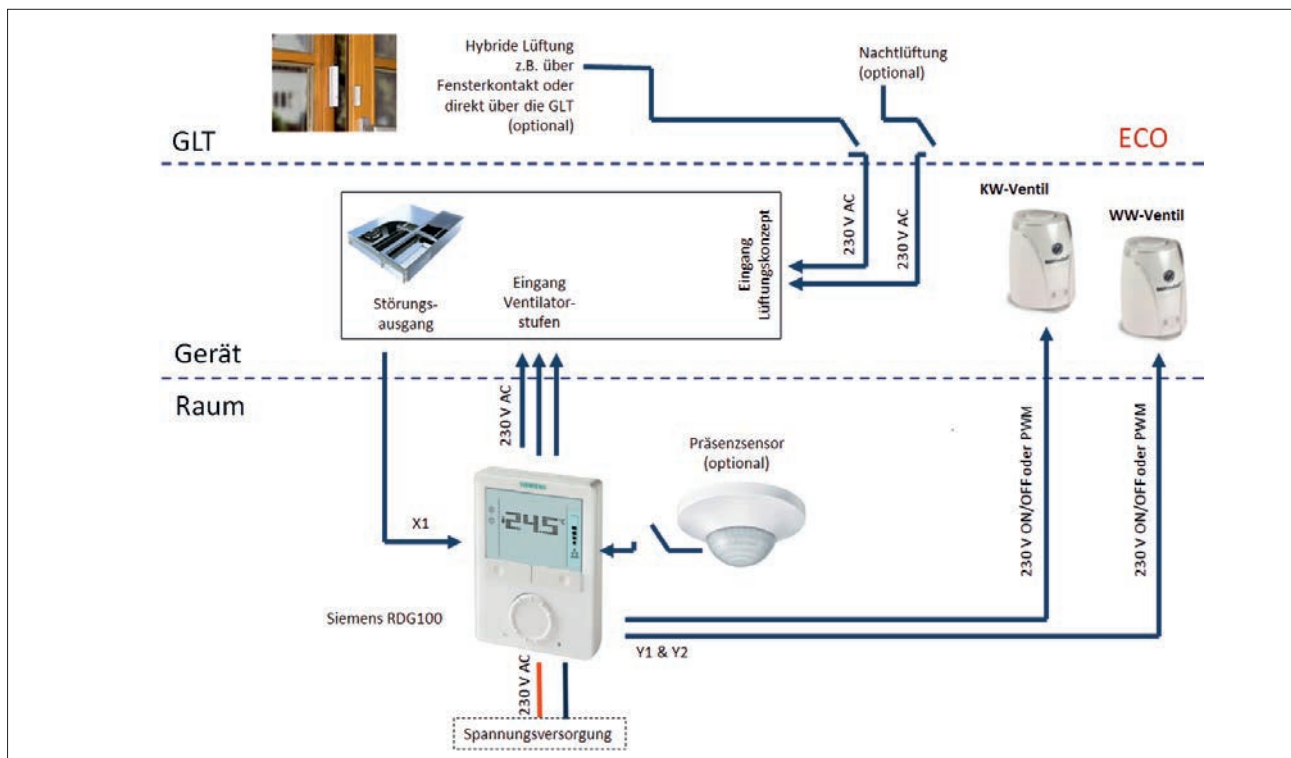 Hybride Lüftung
z.B. über
Fensterkontakt oder
direkt über die GLT
(optional)
Nachtlüftung
(optional)
GLT
ECO
KW-Ventil
WW-Ventil
230 V AC
230 V AC
Eingang
Lüftungskonzept
Störungs-
ausgang
Eingang
Ventilator-
stufen
Gerät
Raum
230 V AC
Präsenzsensor
(optional)
230 V ON/OFF oder PWM
230 V ON/OFF oder PWM
SIEMENS
24.5 °C
X1
Siemens RDG100
Y1 & Y2
230 V AC
Spannungsversorgung